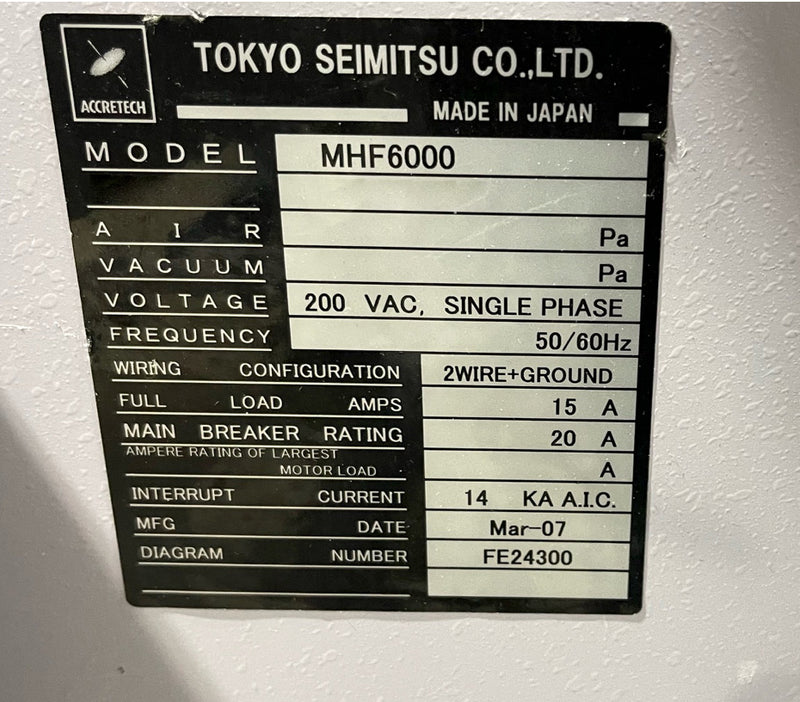 ACCRETECH
TOKYO SEIMITSU CO.,LTD.
MADE IN JAPAN
MODEL MHF6000
AIR Pa
VACUUM Pa
VOLTAGE 200 VAC, SINGLE PHASE
FREQUENCY 50/60Hz
WIRING CONFIGURATION 2WIRE+GROUND
FULL LOAD AMPS 15 A
MAIN BREAKER RATING 20 A
AMPERE RATING OF LARGEST
MOTOR LOAD A
INTERRUPT CURRENT 14 KA A.I.C.
MFG DATE Mar-07
DIAGRAM NUMBER FE24300